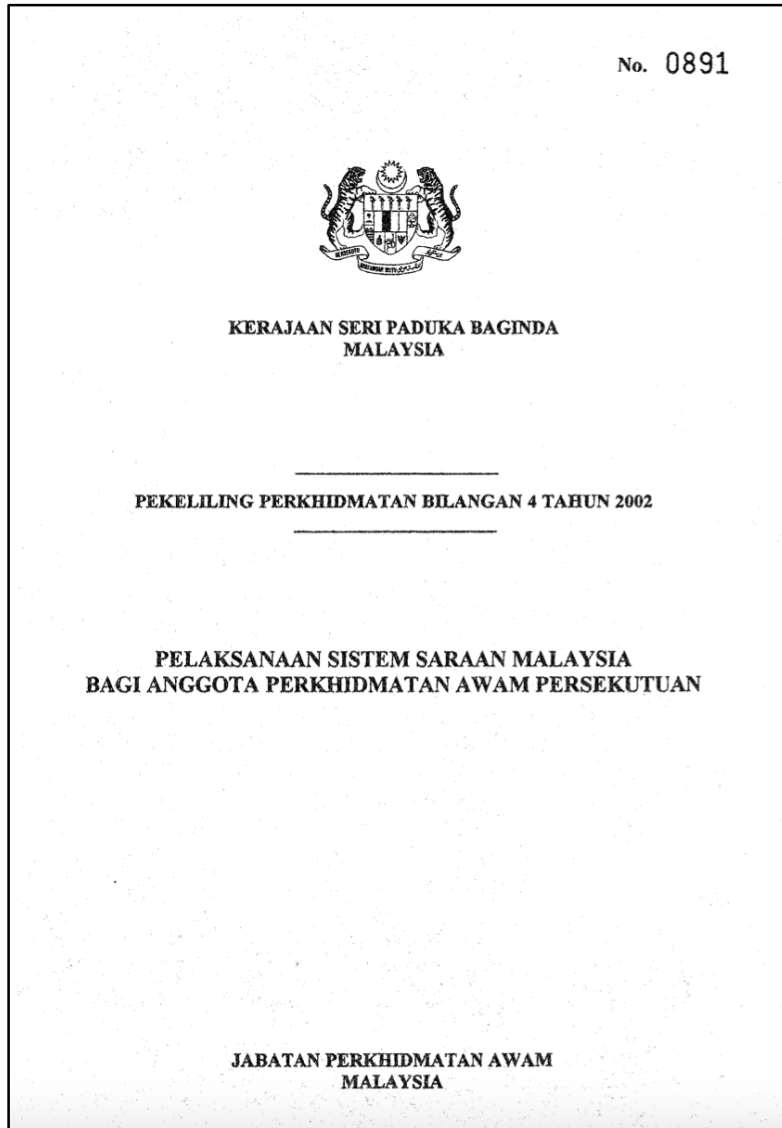 No. 0891
KERAJAAN SERI PADUKA BAGINDA
MALAYSIA
PEKELILING PERKHIDMATAN BILANGAN 4 TAHUN 2002
PELAKSANAAN SISTEM SARAAN MALAYSIA
BAGI ANGGOTA PERKHIDMATAN AWAM PERSEKUTUAN
JABATAN PERKHIDMATAN AWAM
MALAYSIA